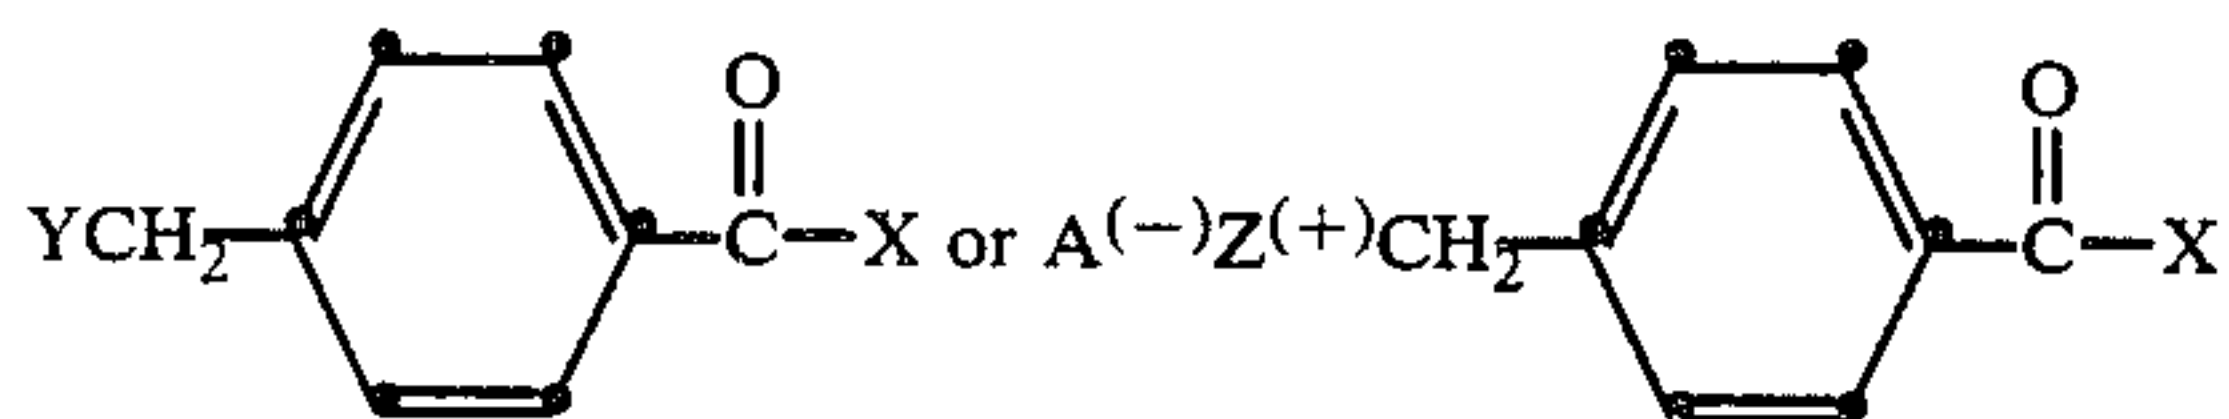 O O
YCH2 C X or A(−)Z(+)CH2 C X